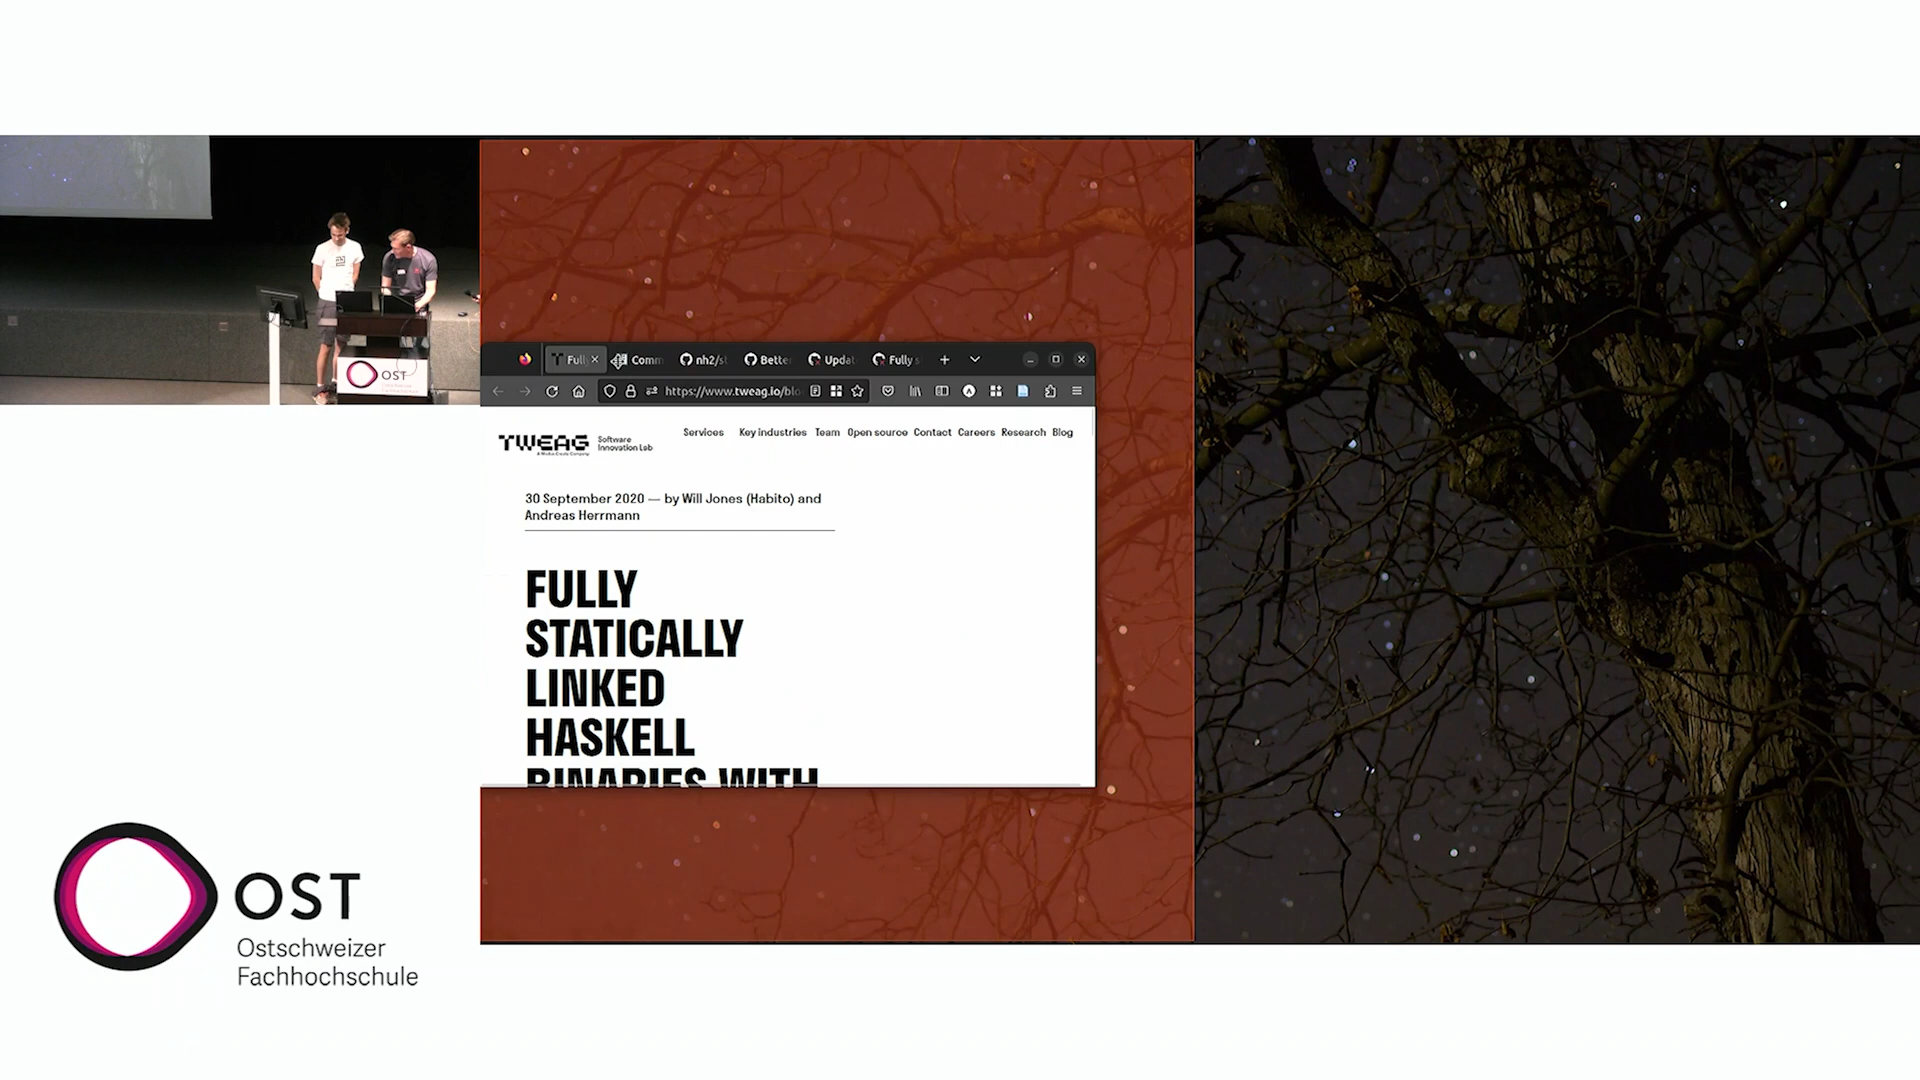 OST
Full
Comm
nh2/s
Bette
Updat
Fully s
https://www.tweag.io/blo
TWEAG
Software
Innovation Lab
Services Key industries Team Open source Contact Careers Research Blog
30 September 2020 — by Will Jones (Habito) and
Andreas Herrmann
FULLY
STATICALLY
LINKED
HASKELL
BINARIES WITH
OST
Ostschweizer
Fachhochschule